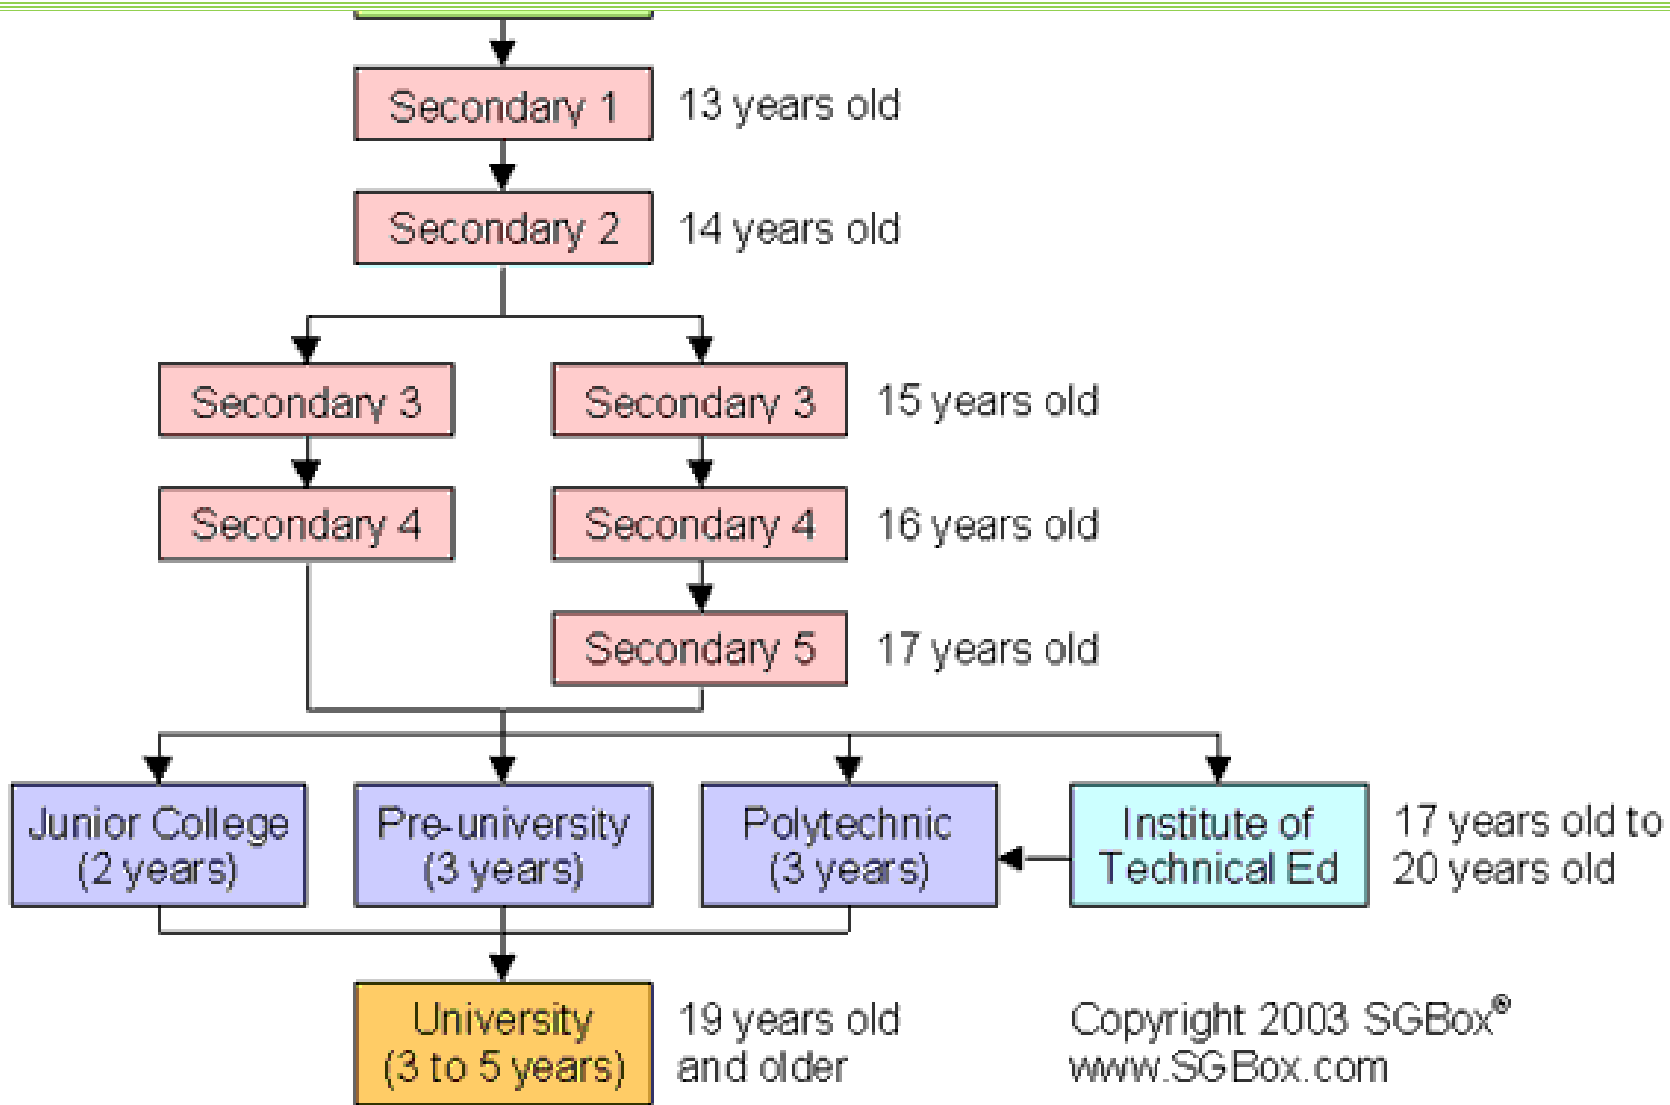 Secondary 1
13 years old
Secondary 2
14 years old
Secondary 3
Secondary 3
15 years old
Secondary 4
Secondary 4
16 years old
Secondary 5
17 years old
Junior College
(2 years)
Pre-university
(3 years)
Polytechnic
(3 years)
Institute of
Technical Ed
17 years old to
20 years old
University
(3 to 5 years)
19 years old
and older
Copyright 2003 SGBox®
www.SGBox.com